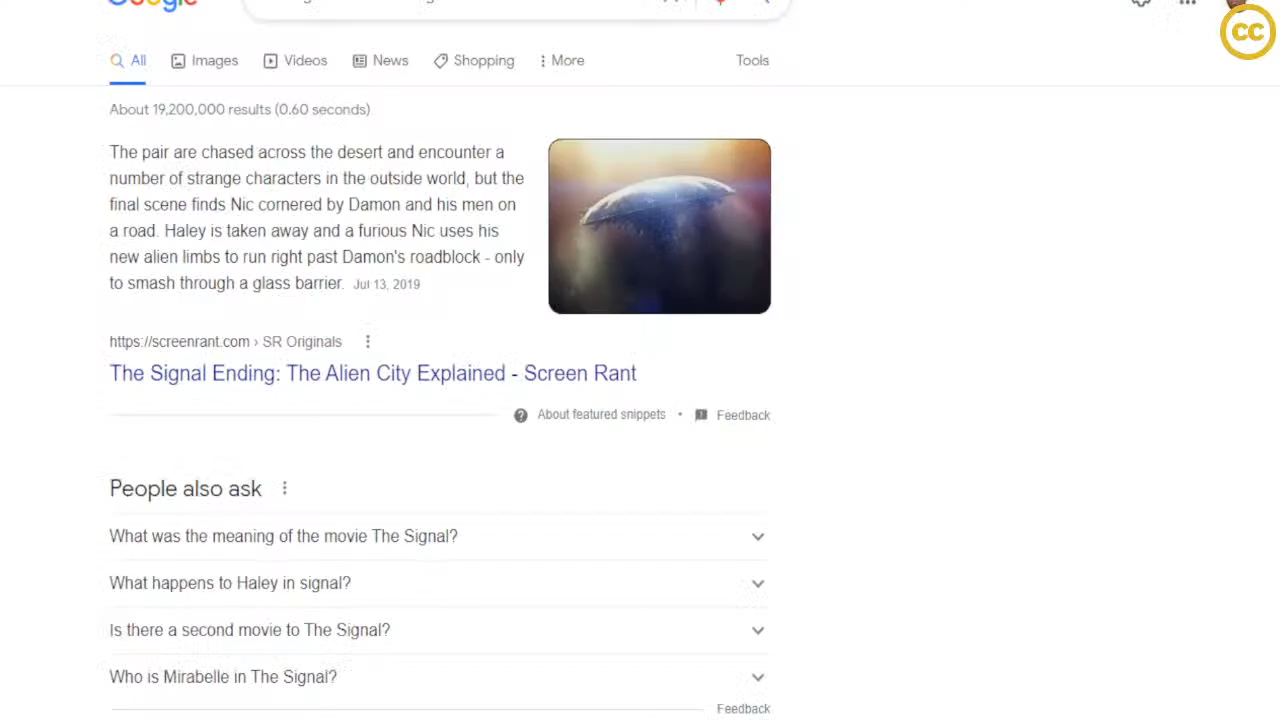 Google
All Images Videos News Shopping More Tools
About 19,200,000 results (0.60 seconds)
The pair are chased across the desert and encounter a
number of strange characters in the outside world, but the
final scene finds Nic cornered by Damon and his men on
a road. Haley is taken away and a furious Nic uses his
new alien limbs to run right past Damon's roadblock - only
to smash through a glass barrier. Jul 13, 2019
https://screenrant.com › SR Originals
The Signal Ending: The Alien City Explained - Screen Rant
About featured snippets • Feedback
People also ask
What was the meaning of the movie The Signal?
What happens to Haley in signal?
Is there a second movie to The Signal?
Who is Mirabelle in The Signal?
Feedback
CC